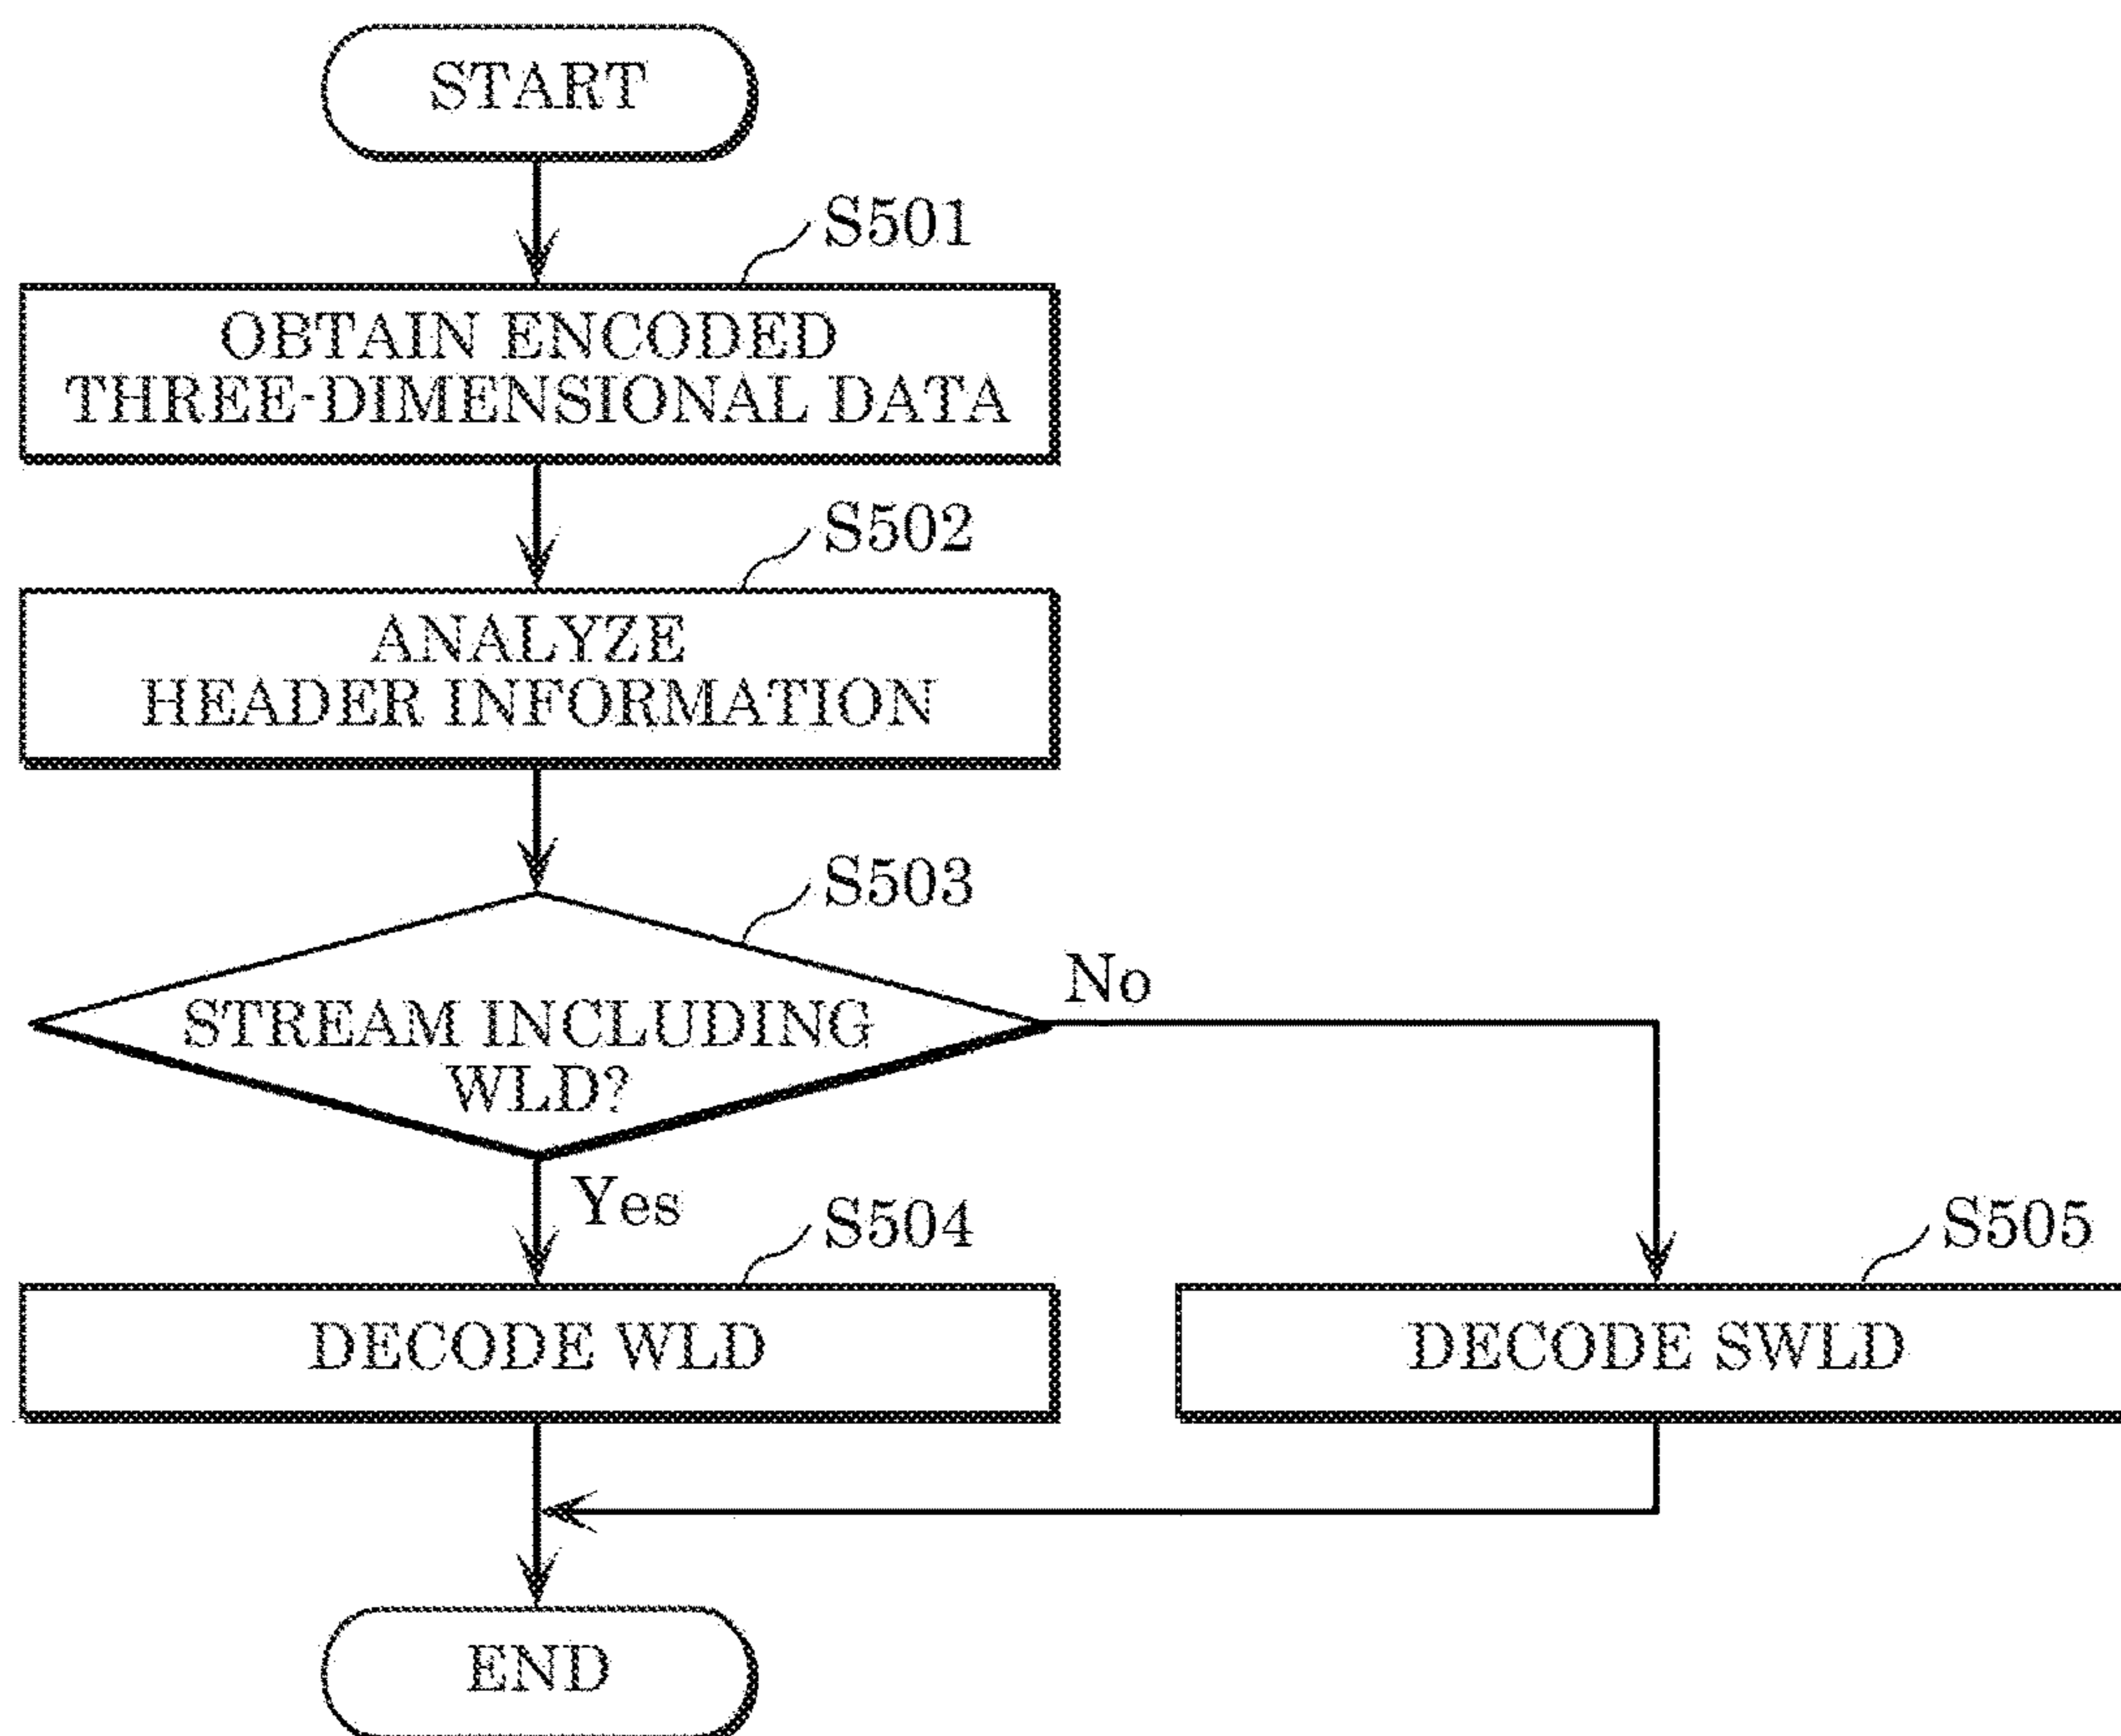 START
S501
OBTAIN ENCODED
THREE-DIMENSIONAL DATA
S502
ANALYZE
HEADER INFORMATION
S503
STREAM INCLUDING
WLD?
No
Yes
S504
DECODE WLD
S505
DECODE SWLD
END